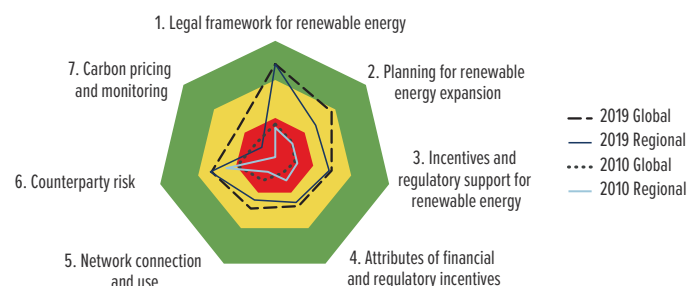 1. Legal framework for renewable energy
2. Planning for renewable
energy expansion
3. Incentives and
regulatory support for
renewable energy
4. Attributes of financial
and regulatory incentives
5. Network connection
and use
6. Counterparty risk
7. Carbon pricing
and monitoring
2019 Global
2019 Regional
2010 Global
2010 Regional